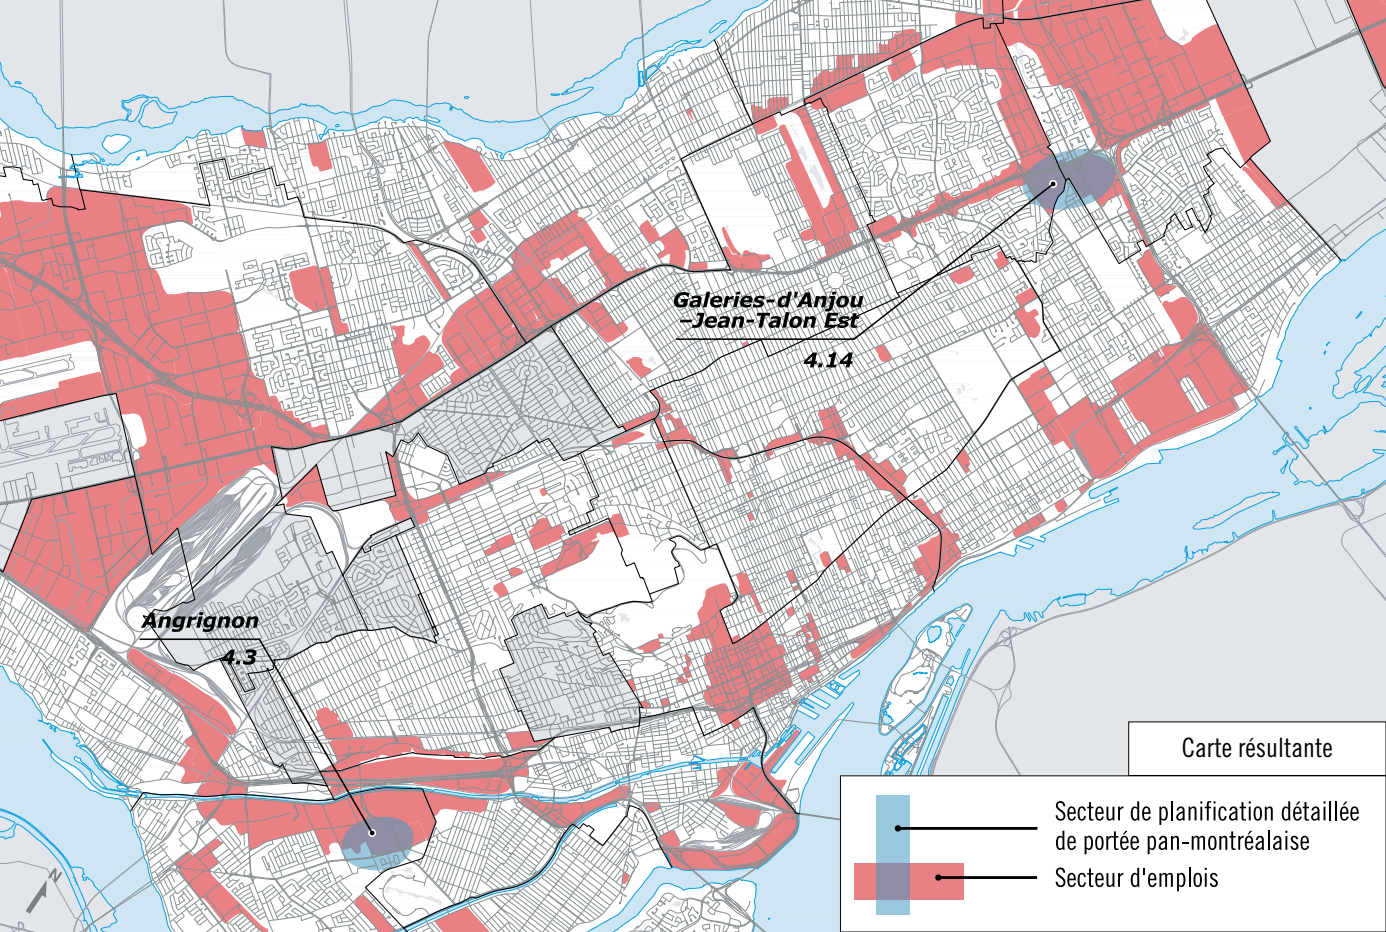 Galeries-d'Anjou
–Jean-Talon Est
4.14
Angrignon
4.3
N
Carte résultante
Secteur de planification détaillée
de portée pan-montréalaise
Secteur d'emplois